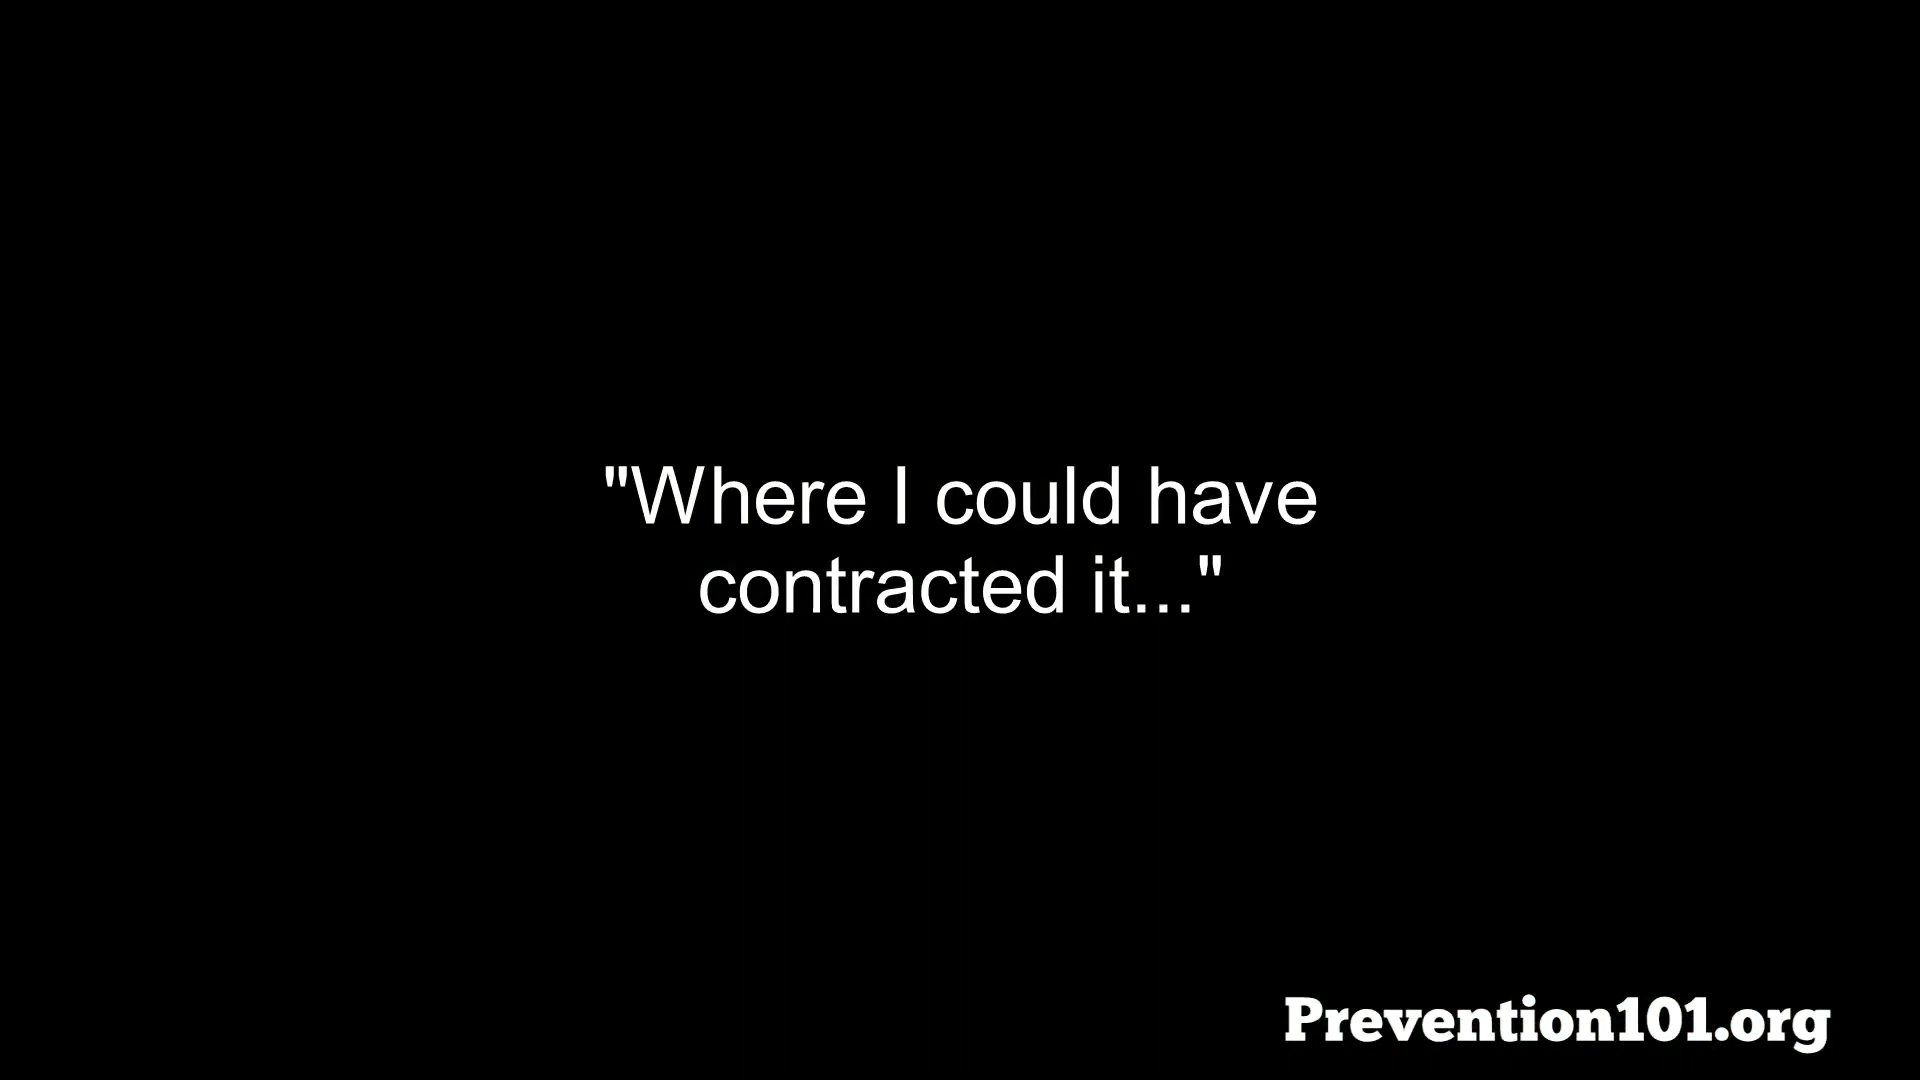 "Where I could have
contracted it..."
Prevention101.org